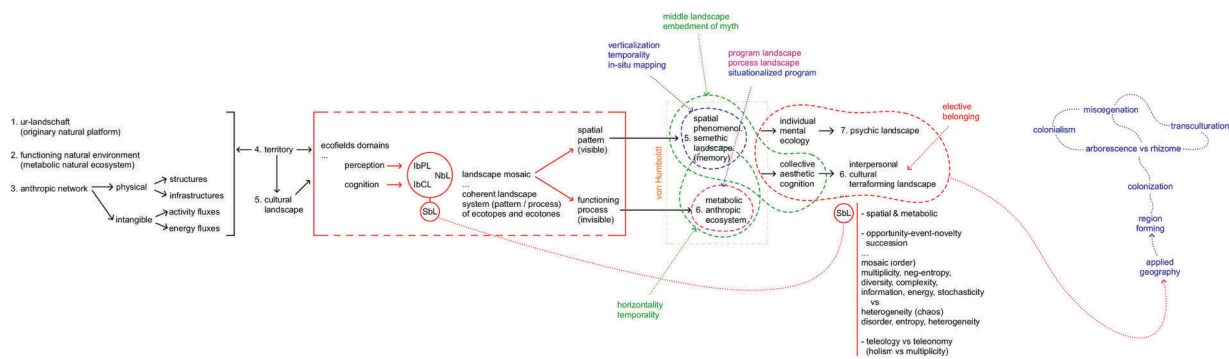 middle landscape
embedment of myth
verticalization
temporality
in-situ mapping
program landscape
porcess landscape
situationalized program
1. ur-landschaft
(originary natural platform)
2. functioning natural environment
(metabolic natural ecosystem)
3. anthropic network
physical
intangible
structures
infrastructures
activity fluxes
energy fluxes
4. territory
5. cultural
landscape
ecofields domains
...
perception
cognition
IbPL
NbL
IbCL
SbL
landscape mosaic
...
coherent landscape
system (pattern / process)
of ecotopes and ecotones
spatial
pattern
(visible)
functioning
process
(invisible)
von Humboldt
spatial
phenomenol.
5. semethic
landscape
(memory)
metabolic
6. anthropic
ecosystem
horizontality
temporality
individual
mental
ecology
7. psychic landscape
collective
aesthetic
cognition
interpersonal
6. cultural
terraforming landscape
elective
belonging
SbL
- spatial & metabolic
- opportunity-event-novelty
succession
...
mosaic (order)
multiplicity, neg-entropy,
diversity, complexity,
information, energy, stochasticity
vs
heterogeneity (chaos)
disorder, entropy, heterogeneity
- teleology vs teleonomy
(holism vs multiplicity)
miscegenation
colonialism
transculturation
arborescence vs rhizome
colonization
region
forming
applied
geography